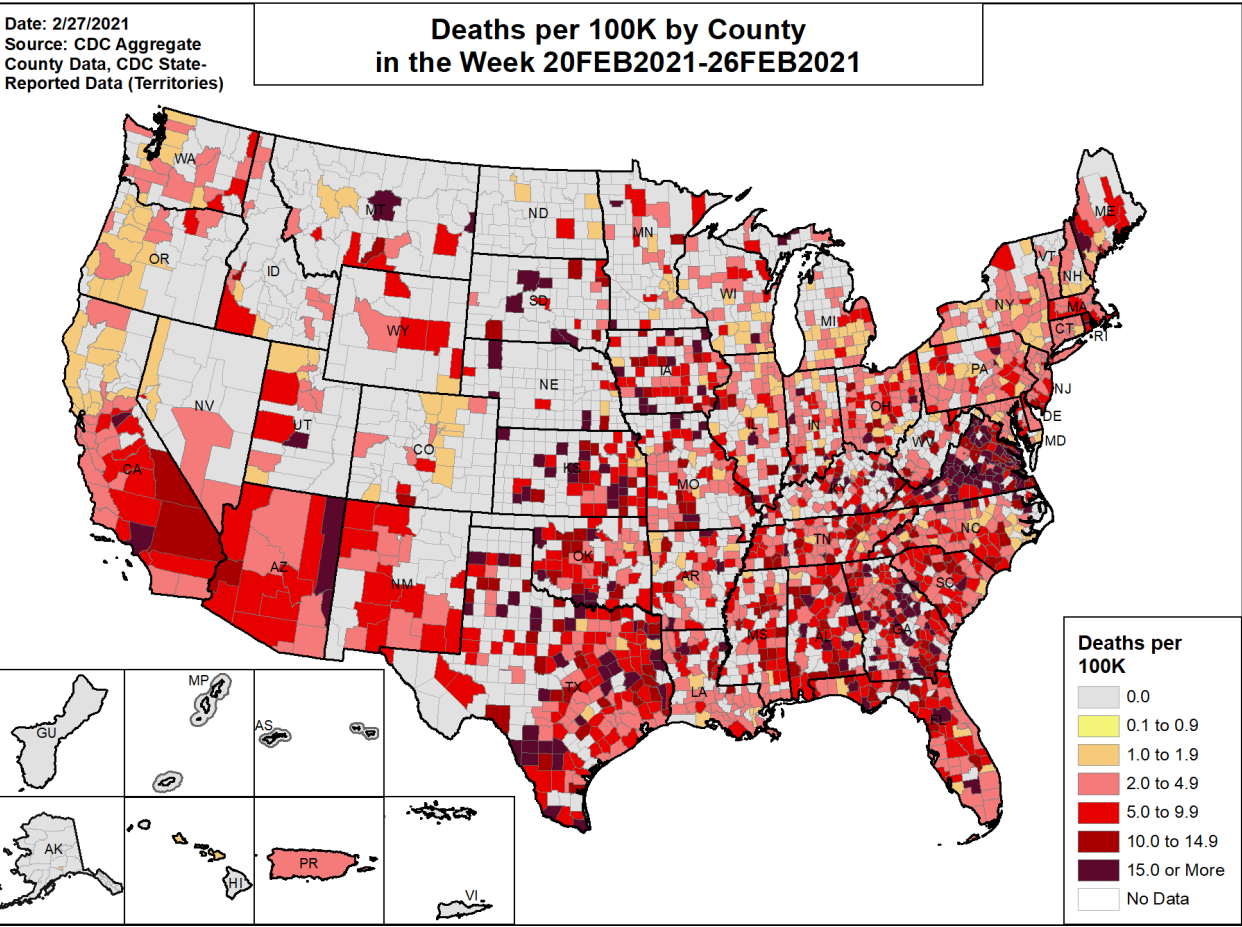 Date: 2/27/2021
Source: CDC Aggregate
County Data, CDC State-
Reported Data (Territories)
Deaths per 100K by County
in the Week 20FEB2021-26FEB2021
WA
MT
ND
MN
ME
OR
ID
SD
WI
MI
VT
NH
NY
MA
CT
RI
WY
IA
NE
PA
NJ
NV
UT
CO
IL
IN
OH
DE
MD
WV
VA
CA
KS
MO
KY
NC
TN
AZ
NM
OK
AR
SC
MS
AL
GA
TX
LA
FL
GU
MP
AS
AK
HI
PR
VI
Deaths per
100K
0.0
0.1 to 0.9
1.0 to 1.9
2.0 to 4.9
5.0 to 9.9
10.0 to 14.9
15.0 or More
No Data